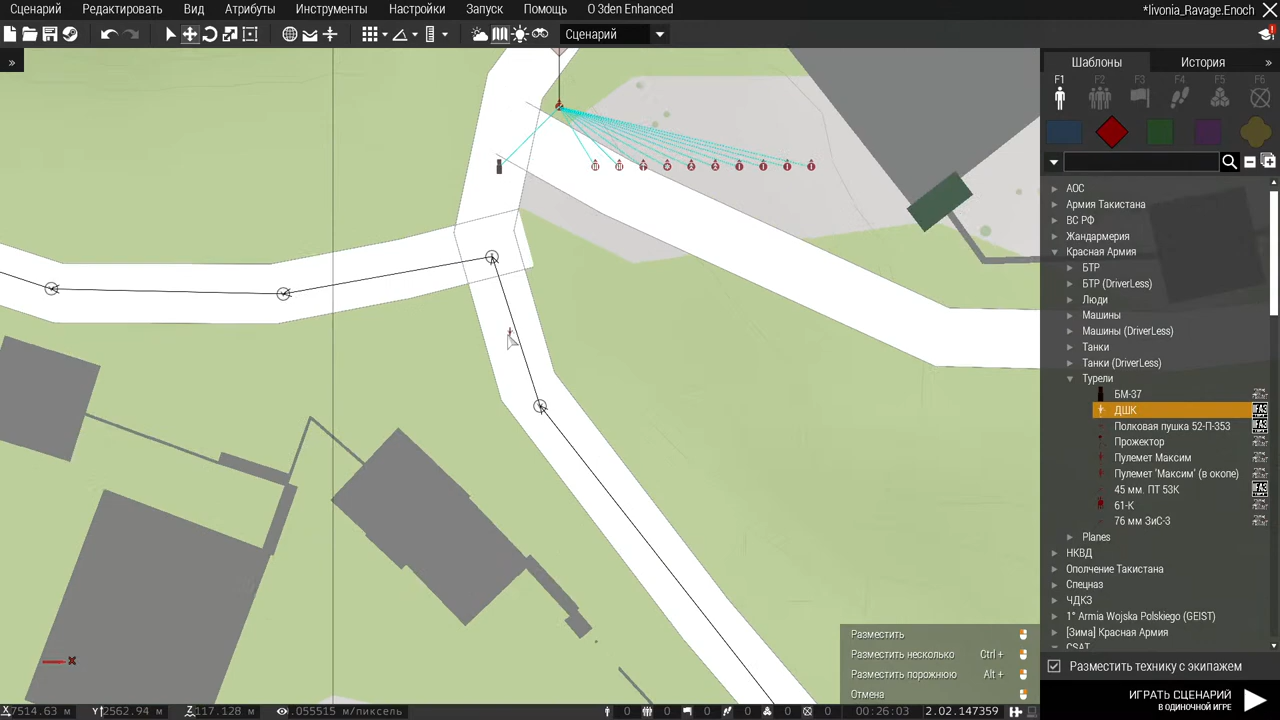 Сценарий Редактировать Вид Атрибуты Инструменты Настройки Запуск Помощь О 3den Enhanced *livonia_Ravage.Enoch
Сценарий
Шаблоны История
F1 F2 F3 F4 F5 F6
АОС
Армия Такистана
ВС РФ
Жандармерия
Красная Армия
БТР
БТР (DriverLess)
Люди
Машины
Машины (DriverLess)
Танки
Танки (DriverLess)
Турели
БМ-37
ДШК
Полковая пушка 52-П-353
Прожектор
Пулемет Максим
Пулемет 'Максим' (в окопе)
45 мм. ПТ 53К
61-К
76 мм ЗиС-3
Planes
НКВД
Ополчение Такистана
Спецназ
ЧДКЗ
1° Armia Wojska Polskiego (GEIST)
[Зима] Красная Армия
CSAT
Разместить
Разместить несколько Ctrl +
Разместить порожнюю Alt +
Отмена
Разместить технику с экипажем
X 7514.63 м Y 2562.94 м Z 117.128 м .055515 м/пиксель 0 0 0 0 0 0 00:26:03 2.02.147359
ИГРАТЬ СЦЕНАРИЙ
В ОДИНОЧНОЙ ИГРЕ